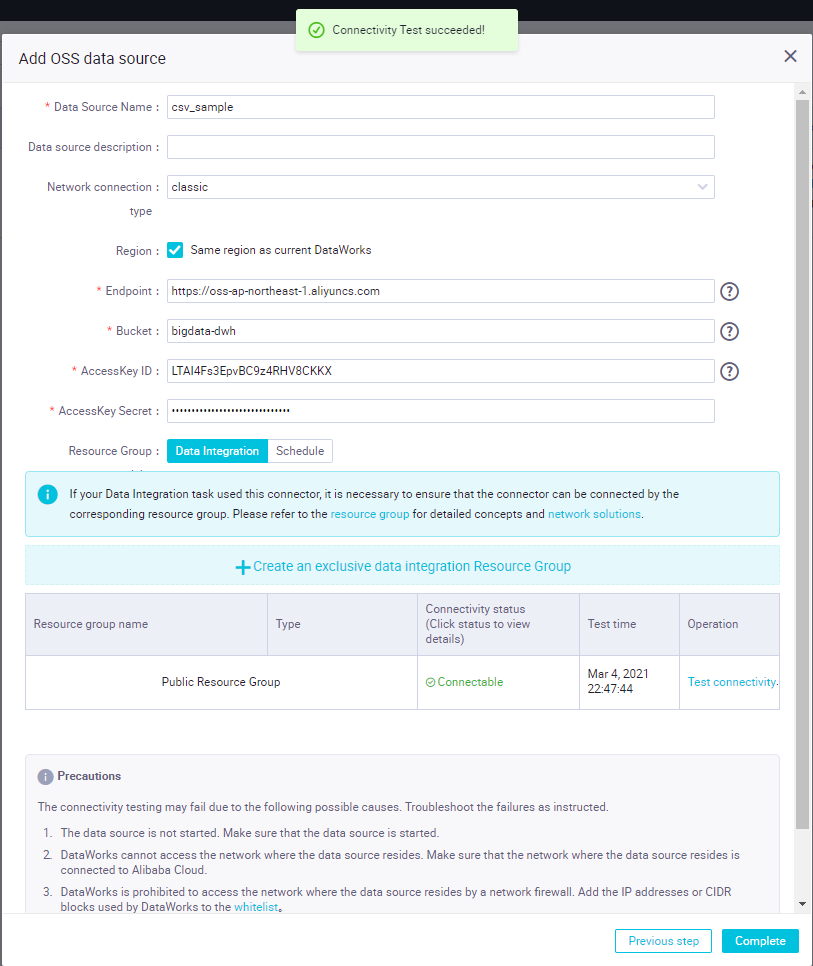 Connectivity Test succeeded!
Add OSS data source
* Data Source Name : csv_sample
Data source description :
Network connection type : classic
Region : Same region as current DataWorks
* Endpoint : https://oss-ap-northeast-1.aliyuncs.com ?
* Bucket : bigdata-dwh ?
* AccessKey ID : LTAI4Fs3EpvBC9z4RHV8CKKX ?
* AccessKey Secret : ••••••••••••••••••••••••••••••
Resource Group : Data Integration Schedule
If your Data Integration task used this connector, it is necessary to ensure that the connector can be connected by the
corresponding resource group. Please refer to the resource group for detailed concepts and network solutions.
Create an exclusive data integration Resource Group
Resource group name Type Connectivity status (Click status to view details) Test time Operation
Public Resource Group Connectable Mar 4, 2021 22:47:44 Test connectivity
Precautions
The connectivity testing may fail due to the following possible causes. Troubleshoot the failures as instructed.
1. The data source is not started. Make sure that the data source is started.
2. DataWorks cannot access the network where the data source resides. Make sure that the network where the data source resides is
connected to Alibaba Cloud.
3. DataWorks is prohibited to access the network where the data source resides by a network firewall. Add the IP addresses or CIDR
blocks used by DataWorks to the whitelist。
Previous step Complete